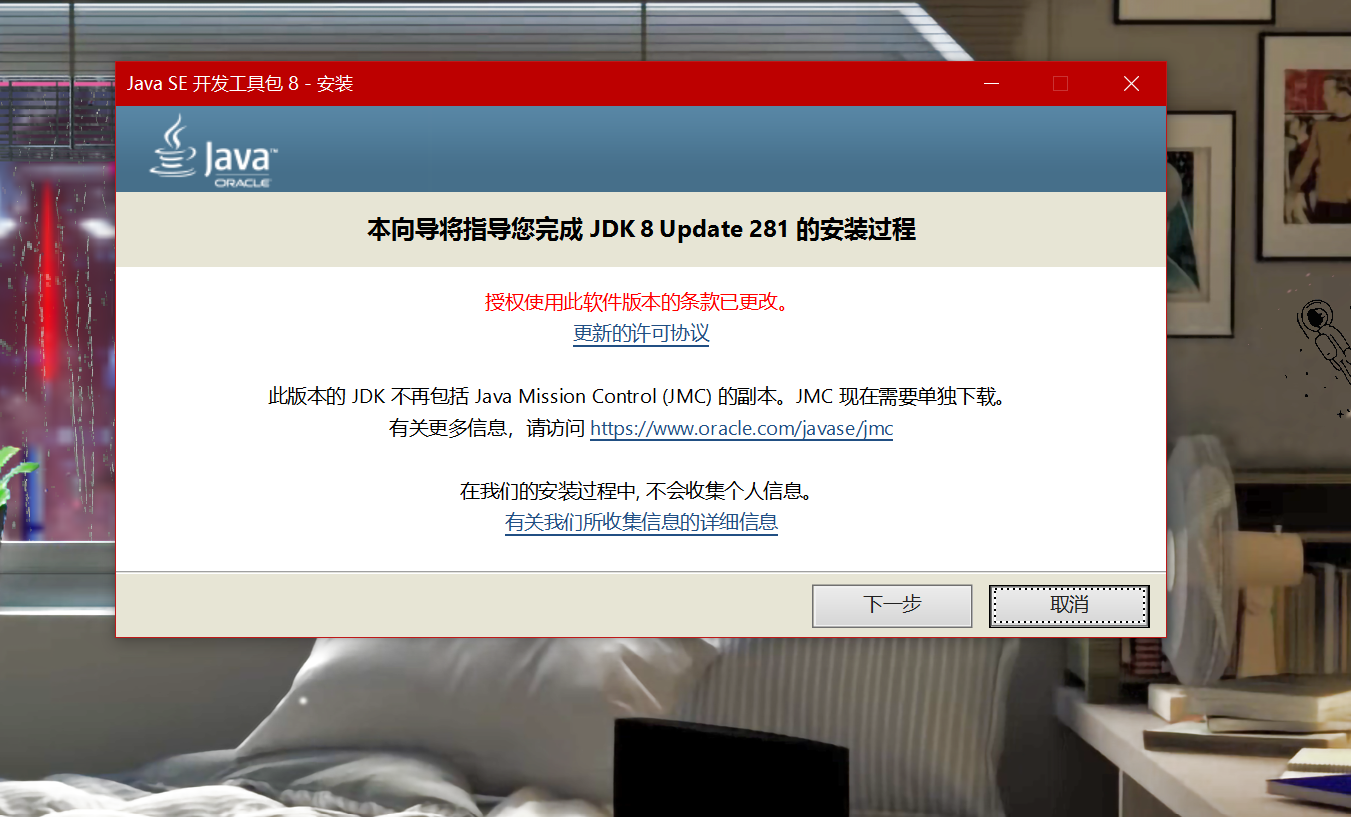 Java SE 开发工具包 8 - 安装
Java™
ORACLE
本向导将指导您完成 JDK 8 Update 281 的安装过程
授权使用此软件版本的条款已更改。
更新的许可协议
此版本的 JDK 不再包括 Java Mission Control (JMC) 的副本。JMC 现在需要单独下载。
有关更多信息，请访问 https://www.oracle.com/javase/jmc
在我们的安装过程中, 不会收集个人信息。
有关我们所收集信息的详细信息
下一步
取消